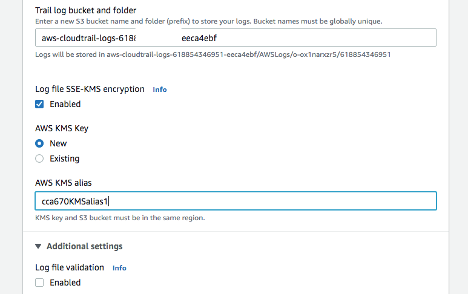 Trail log bucket and folder
Enter a new S3 bucket name and folder (prefix) to store your logs. Bucket names must be globally unique.
aws-cloudtrail-logs-618 eeca4ebf
Logs will be stored in aws-cloudtrail-logs-618854346951-eeca4ebf/AWSLogs/o-ox1narxzr5/618854346951
Log file SSE-KMS encryption Info
Enabled
AWS KMS Key
New
Existing
AWS KMS alias
cca670KMSalias1
KMS key and S3 bucket must be in the same region.
Additional settings
Log file validation Info
Enabled